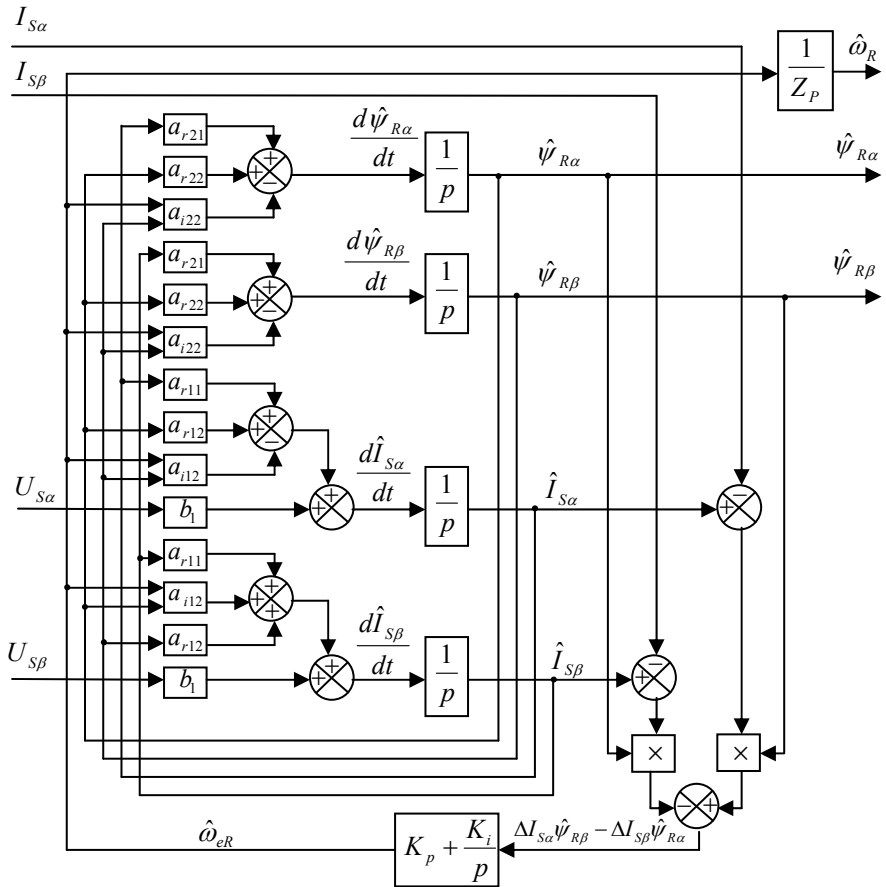 I_{Sα}
I_{Sβ}
1/Z_P
ω̂_R
a_{r21}
a_{r22}
a_{i22}
+ + −
dψ̂_{Rα}/dt
1/p
ψ̂_{Rα}
ψ̂_{Rα}
a_{r21}
a_{r22}
a_{i22}
+ + −
dψ̂_{Rβ}/dt
1/p
ψ̂_{Rβ}
ψ̂_{Rβ}
a_{r11}
a_{r12}
a_{i12}
+ + −
U_{Sα}
b_1
+ +
dÎ_{Sα}/dt
1/p
Î_{Sα}
− +
a_{r11}
a_{i12}
a_{r12}
+ + +
U_{Sβ}
b_1
+ +
dÎ_{Sβ}/dt
1/p
Î_{Sβ}
− +
×
×
− +
ω̂_{eR}
K_p + K_i/p
ΔI_{Sα}ψ̂_{Rβ} − ΔI_{Sβ}ψ̂_{Rα}